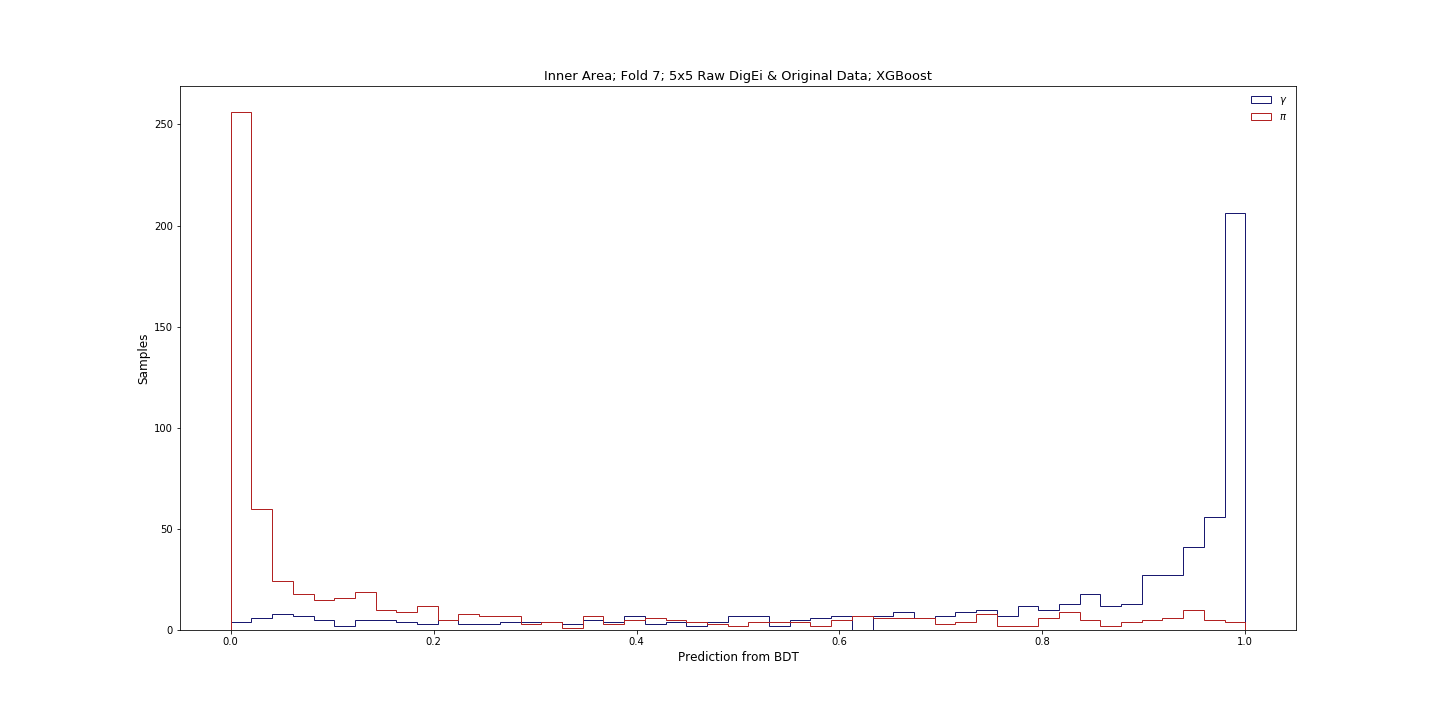 Inner Area; Fold 7; 5x5 Raw DigEi & Original Data; XGBoost
γ
π
250
200
150
100
50
0
Samples
0.0 0.2 0.4 0.6 0.8 1.0
Prediction from BDT